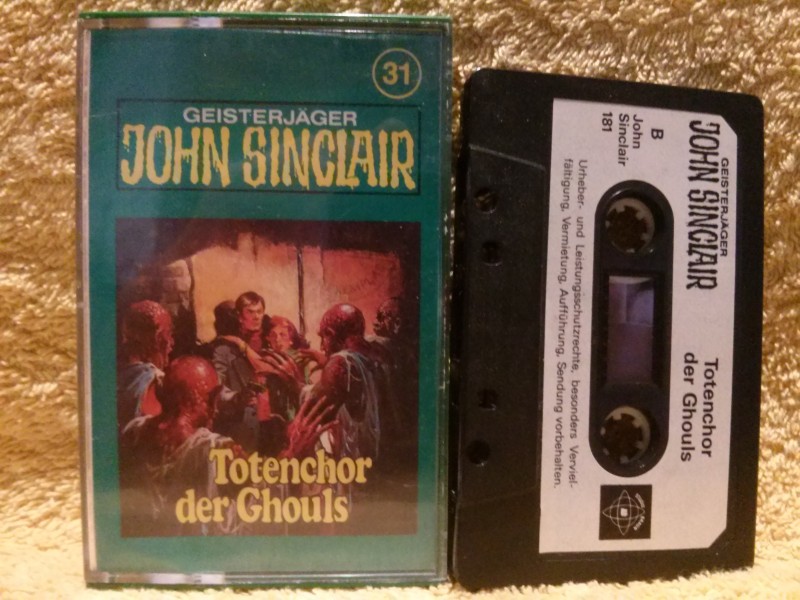 31
GEISTERJÄGER
JOHN SINCLAIR
Totenchor
der Ghouls
GEISTERJÄGER
JOHN SINCLAIR
Totenchor
der Ghouls
B
John
Sinclair
181
Urheber- und Leistungsschutzrechte, besonders Verviel-
fältigung, Vermietung, Aufführung, Sendung vorbehalten.